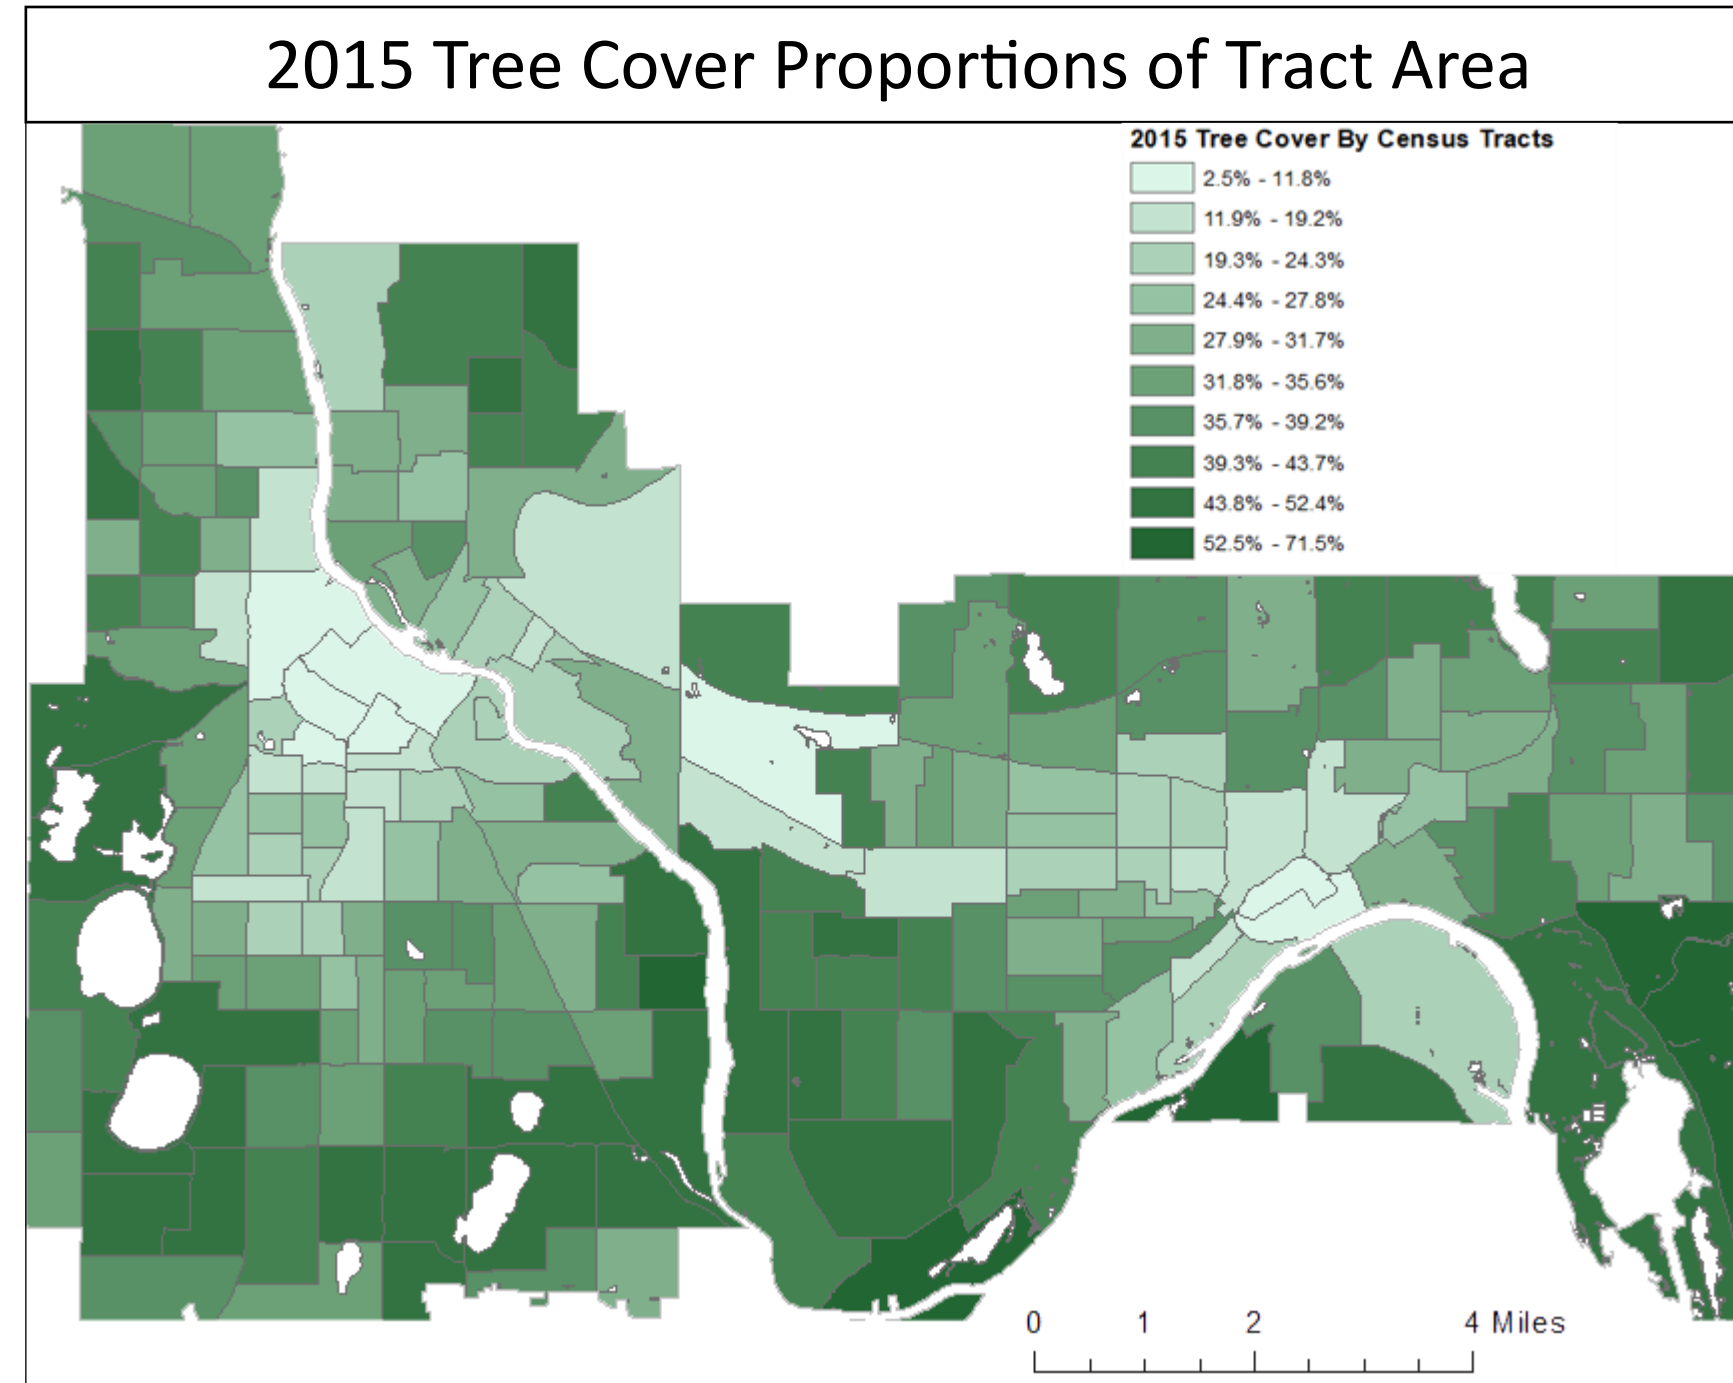 2015 Tree Cover Proportions of Tract Area
2015 Tree Cover By Census Tracts
2.5% - 11.8%
11.9% - 19.2%
19.3% - 24.3%
24.4% - 27.8%
27.9% - 31.7%
31.8% - 35.6%
35.7% - 39.2%
39.3% - 43.7%
43.8% - 52.4%
52.5% - 71.5%
0 1 2 4 Miles